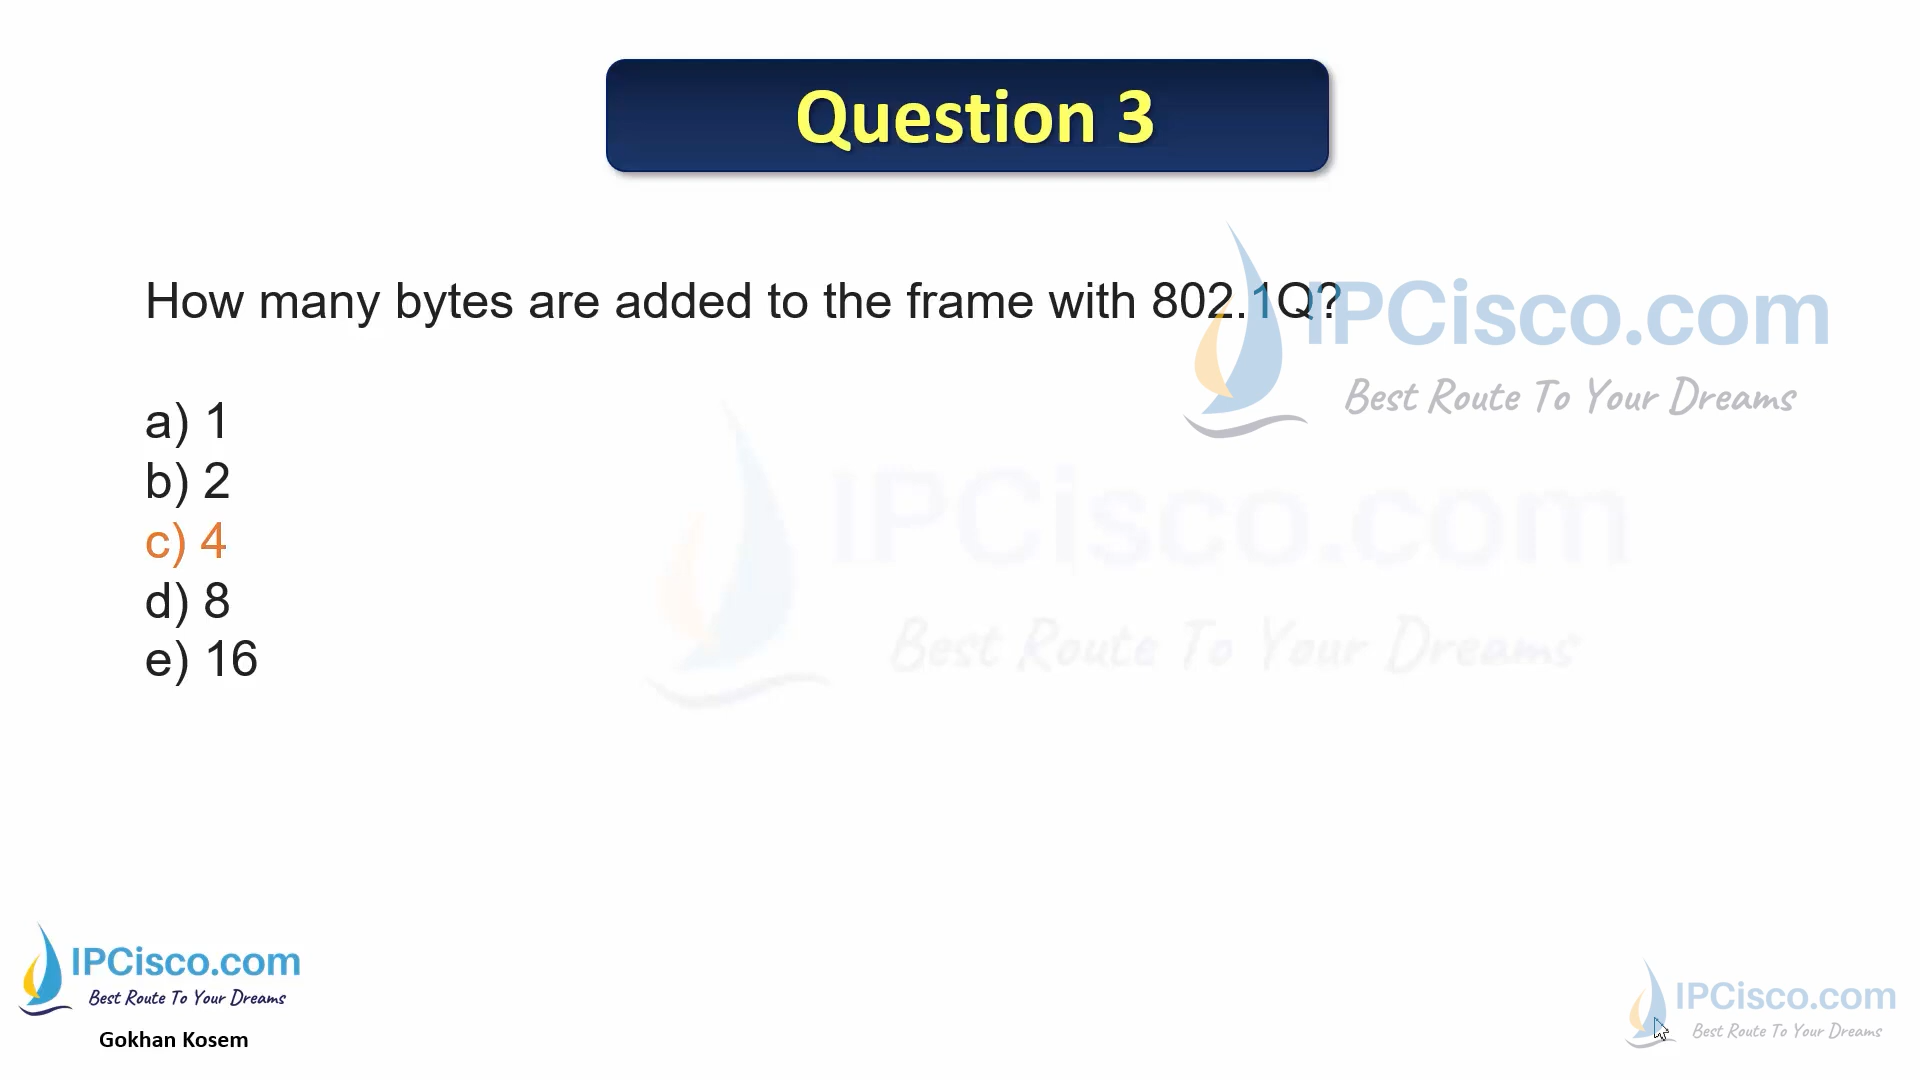 Question 3
How many bytes are added to the frame with 802.1Q?
IPCisco.com
Best Route To Your Dreams
a) 1
b) 2
c) 4
d) 8
e) 16
IPCisco.com
Best Route To Your Dreams
IPCisco.com
Best Route To Your Dreams
Gokhan Kosem
IPCisco.com
Best Route To Your Dreams